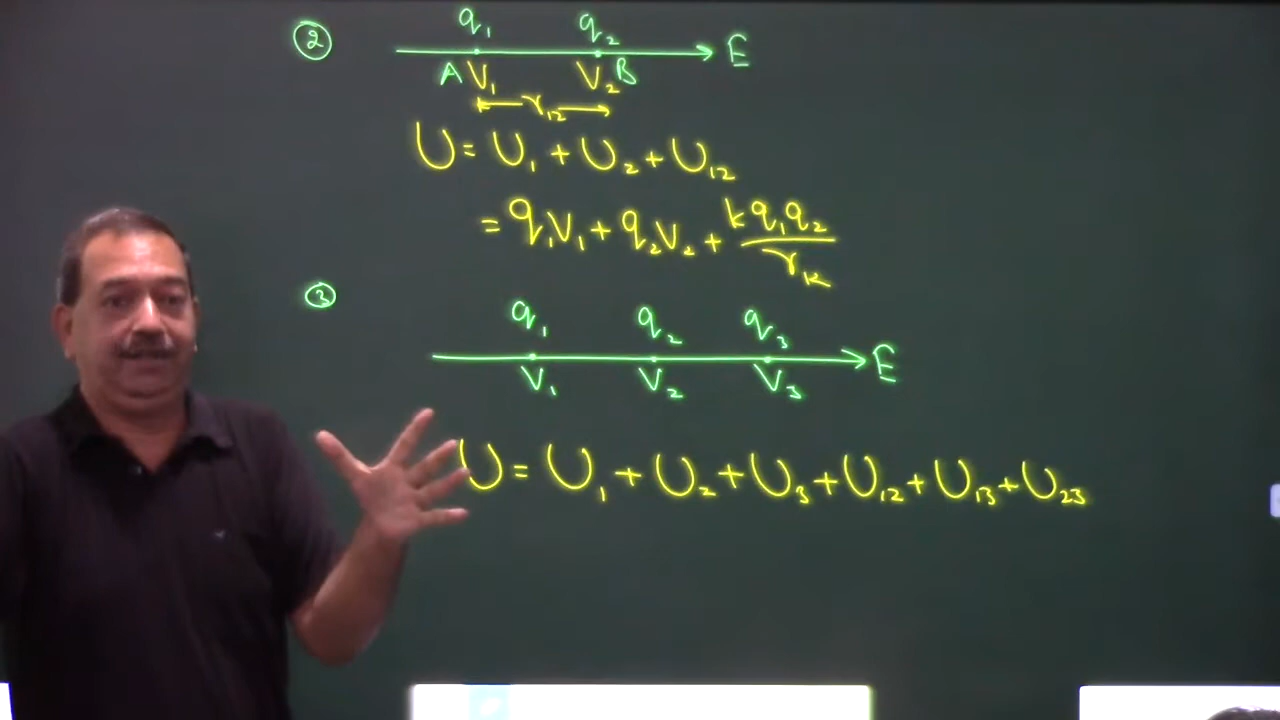 ② q₁ q₂ E
A V₁ V₂ B
r₁₂
U = U₁ + U₂ + U₁₂
= q₁V₁ + q₂V₂ + kq₁q₂/r₁₂
③ q₁ q₂ q₃
E
V₁ V₂ V₃
U = U₁ + U₂ + U₃ + U₁₂ + U₁₃ + U₂₃